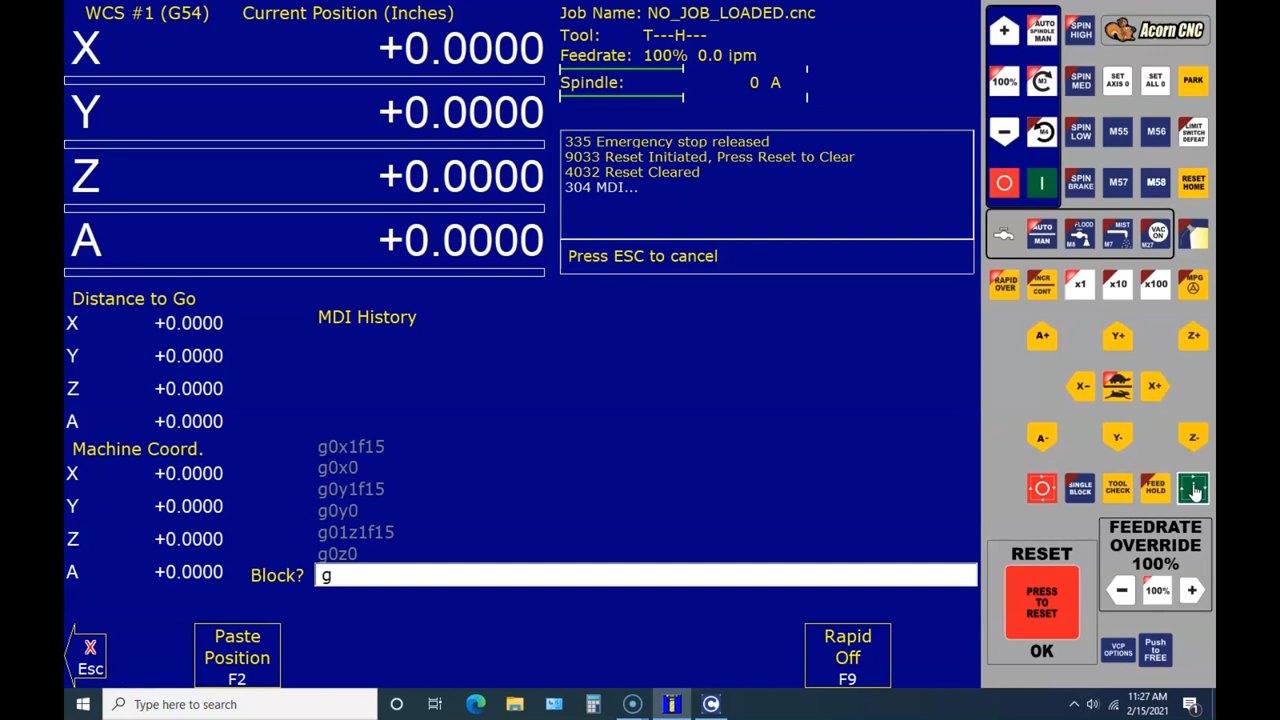 WCS #1 (G54)
Current Position (Inches)
X +0.0000
Y +0.0000
Z +0.0000
A +0.0000
Job Name: NO_JOB_LOADED.cnc
Tool: T---H---
Feedrate: 100% 0.0 ipm
Spindle: 0 A
335 Emergency stop released
9033 Reset Initiated, Press Reset to Clear
4032 Reset Cleared
304 MDI...
Press ESC to cancel
Distance to Go
X +0.0000
Y +0.0000
Z +0.0000
A +0.0000
Machine Coord.
X +0.0000
Y +0.0000
Z +0.0000
A +0.0000
MDI History
g0x1f15
g0x0
g0y1f15
g0y0
g01z1f15
g0z0
Block? g
X
Esc
Paste
Position
F2
Rapid
Off
F9
+
AUTO
SPINDLE
MAN
SPIN
HIGH
Acorn CNC
100%
M3
SPIN
MED
SET
AXIS 0
SET
ALL 0
PARK
M4
SPIN
LOW
M55
M56
LIMIT
SWITCH
DEFEAT
SPIN
BRAKE
M57
M58
RESET
HOME
AUTO
MAN
FLOOD
M8
MIST
M7
VAC
ON
M27
RAPID
OVER
INCR
CONT
x1
x10
x100
MPG
A+
Y+
Z+
X-
X+
A-
Y-
Z-
SINGLE
BLOCK
TOOL
CHECK
FEED
HOLD
RESET
PRESS
TO
RESET
OK
FEEDRATE
OVERRIDE
100%
- 100% +
VCP
OPTIONS
Push
to
FREE
Type here to search
11:27 AM
2/15/2021
1